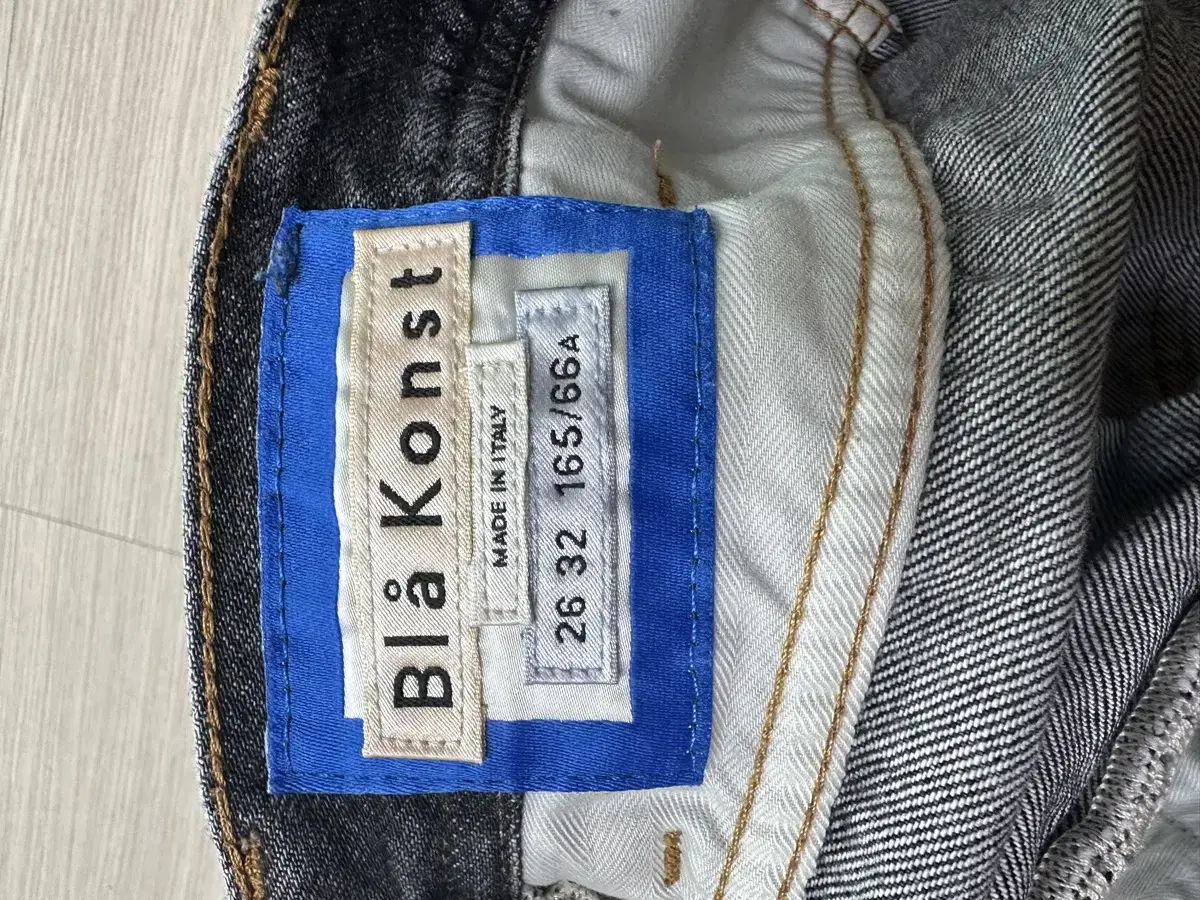 Blå Konst
MADE IN ITALY
26 32 165/66A